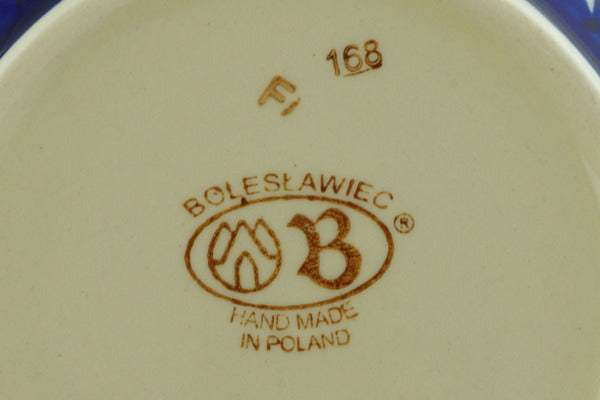 168
F
BOLESŁAWIEC ®
B
HAND MADE
IN POLAND